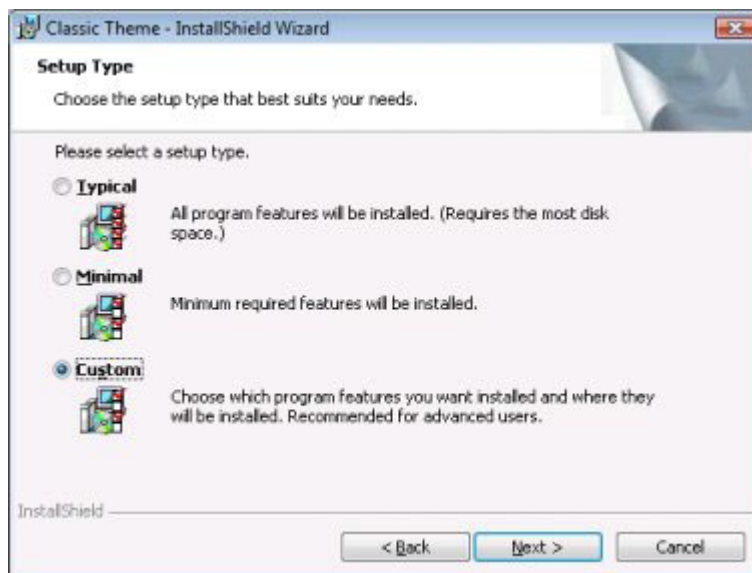 Classic Theme - InstallShield Wizard
Setup Type
Choose the setup type that best suits your needs.
Please select a setup type.
Typical
All program features will be installed. (Requires the most disk
space.)
Minimal
Minimum required features will be installed.
Custom
Choose which program features you want installed and where they
will be installed. Recommended for advanced users.
InstallShield
< Back
Next >
Cancel